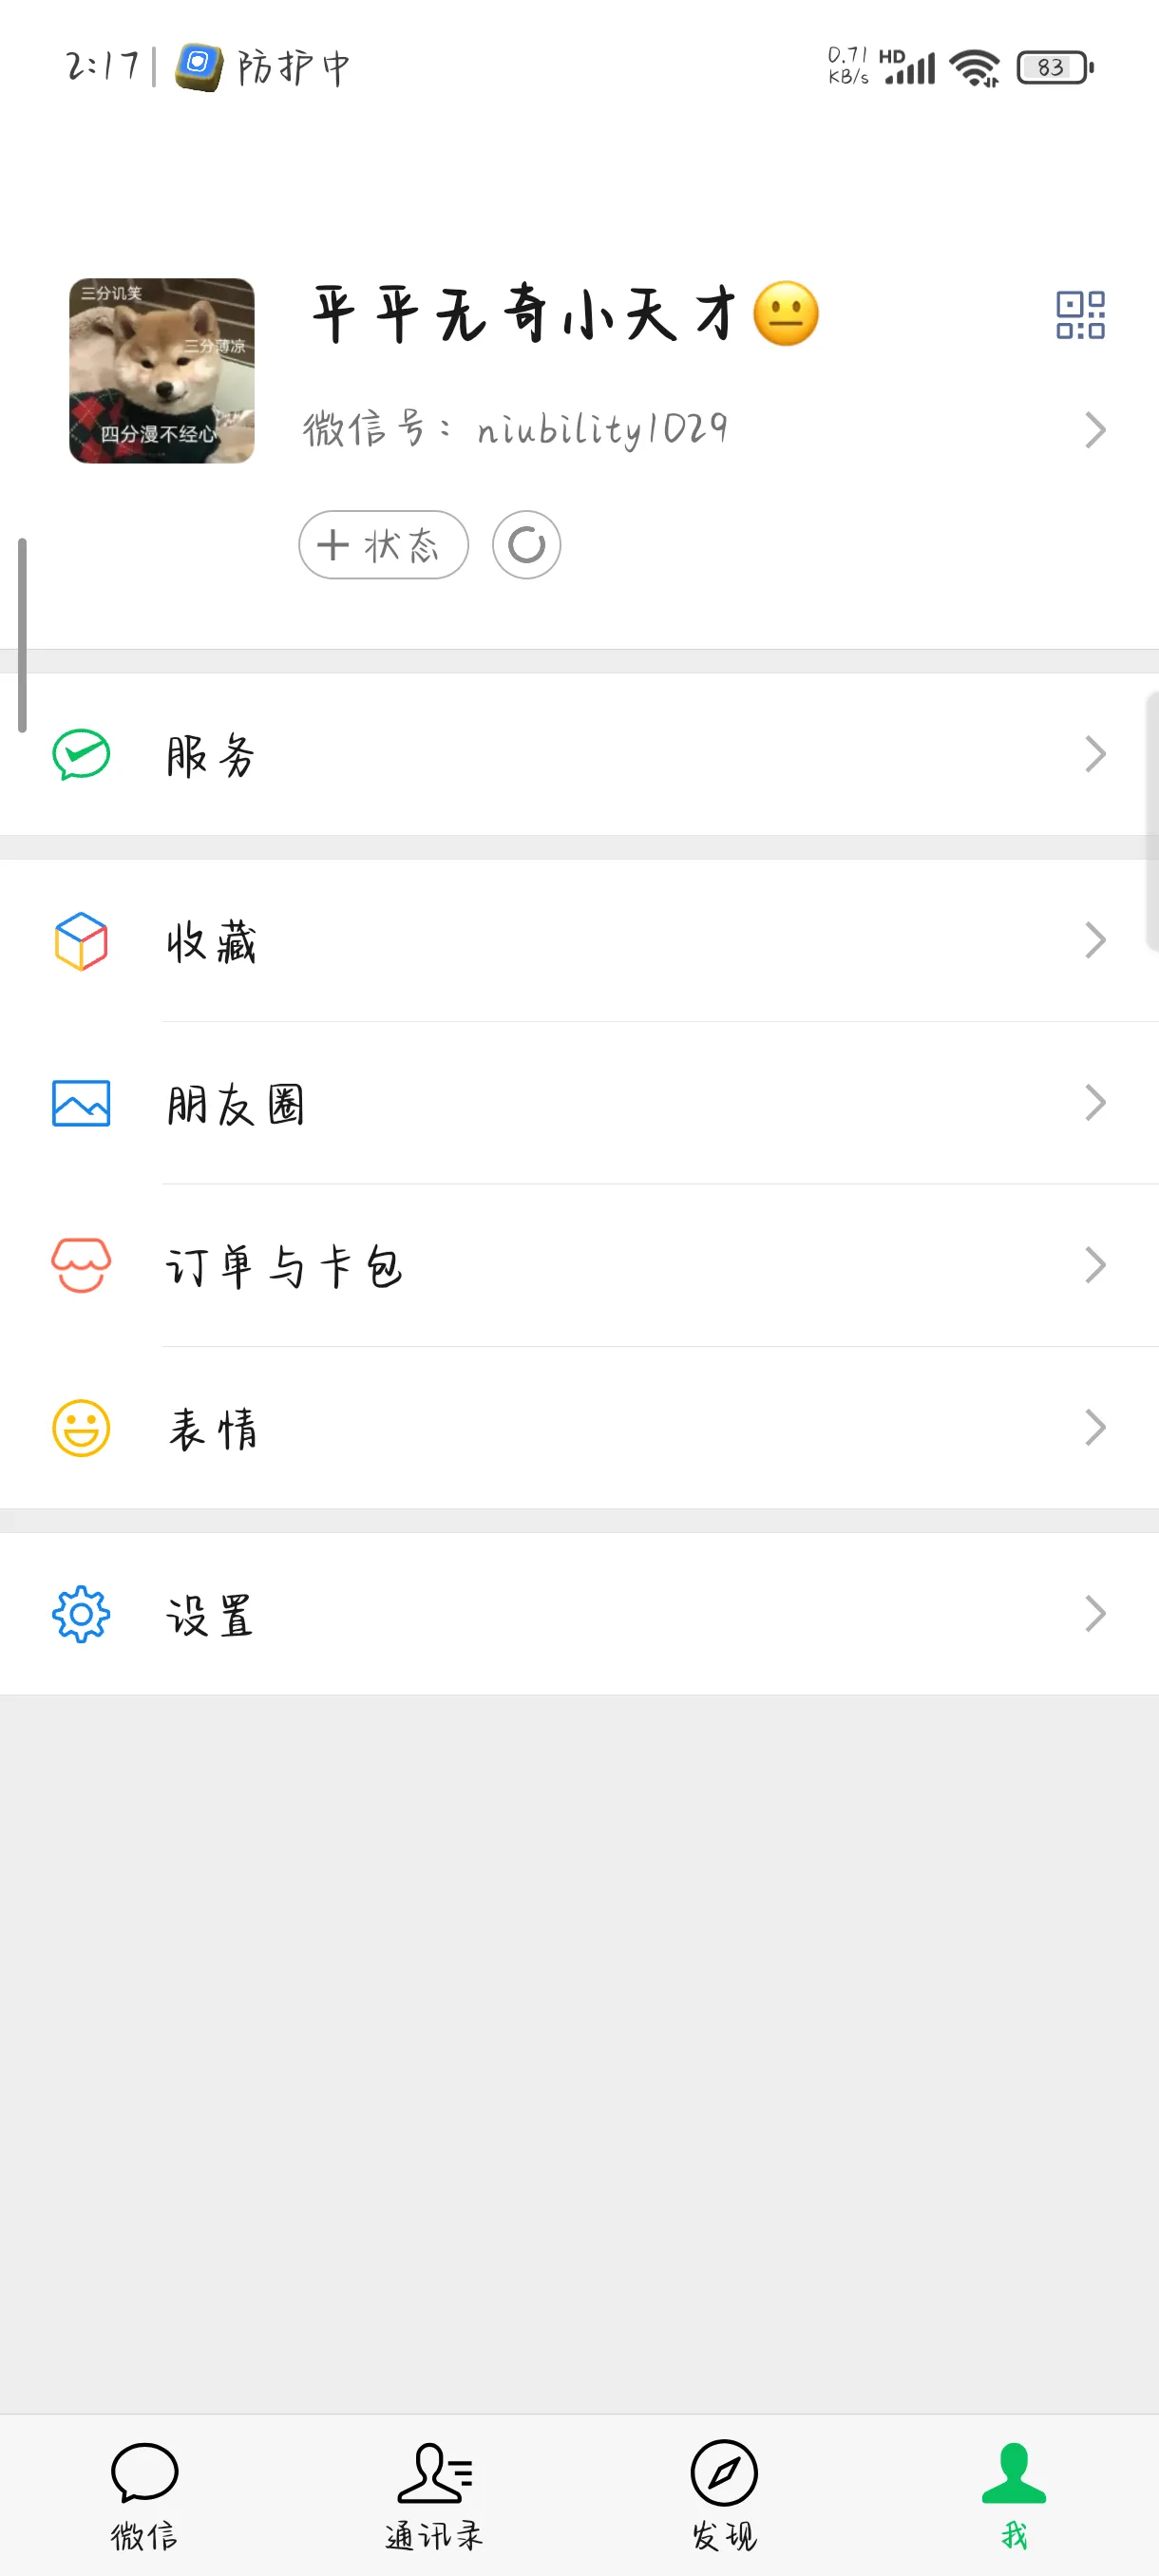 2:17 防护中 0.71 KB/s HD 83
三分讥笑
三分薄凉
四分漫不经心
平平无奇小天才😐
微信号：niubility1029
+ 状态
服务
收藏
朋友圈
订单与卡包
表情
设置
微信 通讯录 发现 我